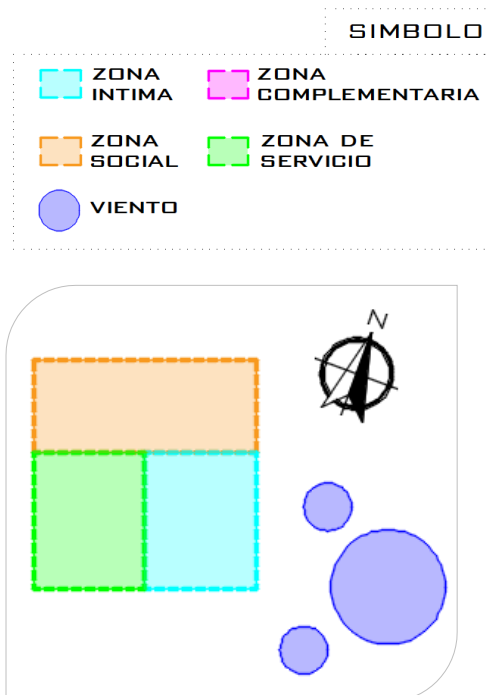 SIMBOLO
ZONA
INTIMA
ZONA
COMPLEMENTARIA
ZONA
SOCIAL
ZONA DE
SERVICIO
VIENTO
N